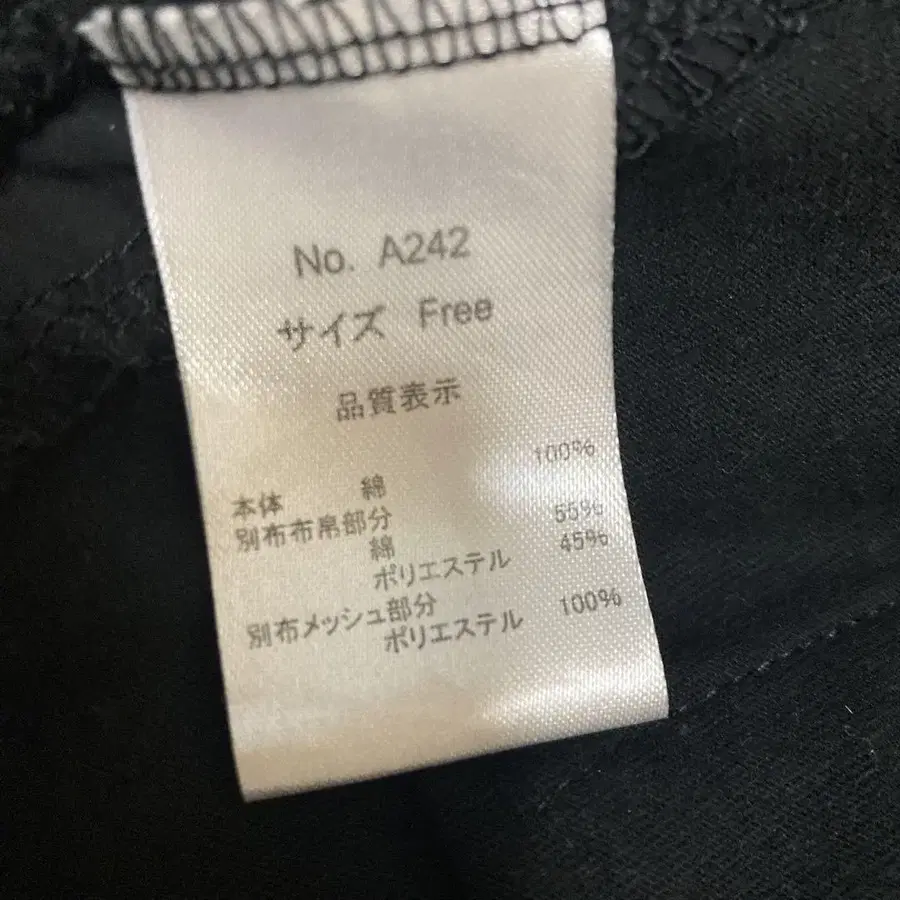 No. A242
サイズ Free
品質表示
本体 綿 100%
別布布帛部分
綿 55%
ポリエステル 45%
別布メッシュ部分
ポリエステル 100%